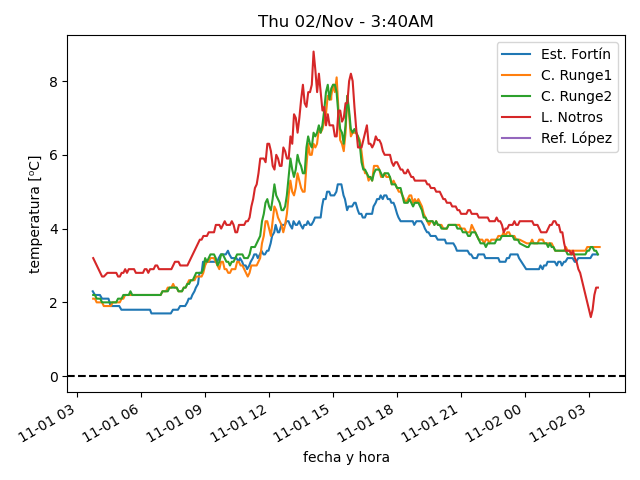 Thu 02/Nov - 3:40AM
Est. Fortín
C. Runge1
C. Runge2
L. Notros
Ref. López
temperatura [ºC]
8
6
4
2
0
11-01 03
11-01 06
11-01 09
11-01 12
11-01 15
11-01 18
11-01 21
11-02 00
11-02 03
fecha y hora